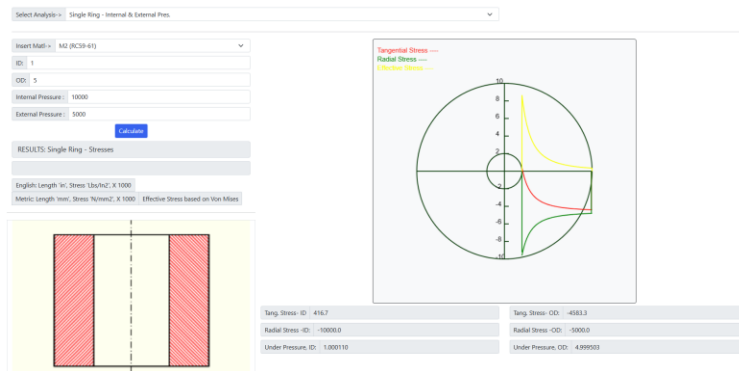 Select Analysis-> Single Ring - Internal & External Pres.
Insert Matl-> M2 (RC59-61)
ID: 1
OD: 5
Internal Pressure : 10000
External Pressure : 5000
Calculate
RESULTS: Single Ring - Stresses
English: Length 'in', Stress 'Lbs/In2', X 1000
Metric: Length 'mm', Stress 'N/mm2', X 1000 Effective Stress based on Von Mises
Tangential Stress ----
Radial Stress ----
Effective Stress ----
10
8
6
4
2
-2
-4
-6
-8
-10
Tang. Stress- ID 416.7
Tang. Stress- OD: -4583.3
Radial Stress -ID: -10000.0
Radial Stress -OD: -5000.0
Under Pressure, ID: 1.000110
Under Pressure, OD: 4.999503